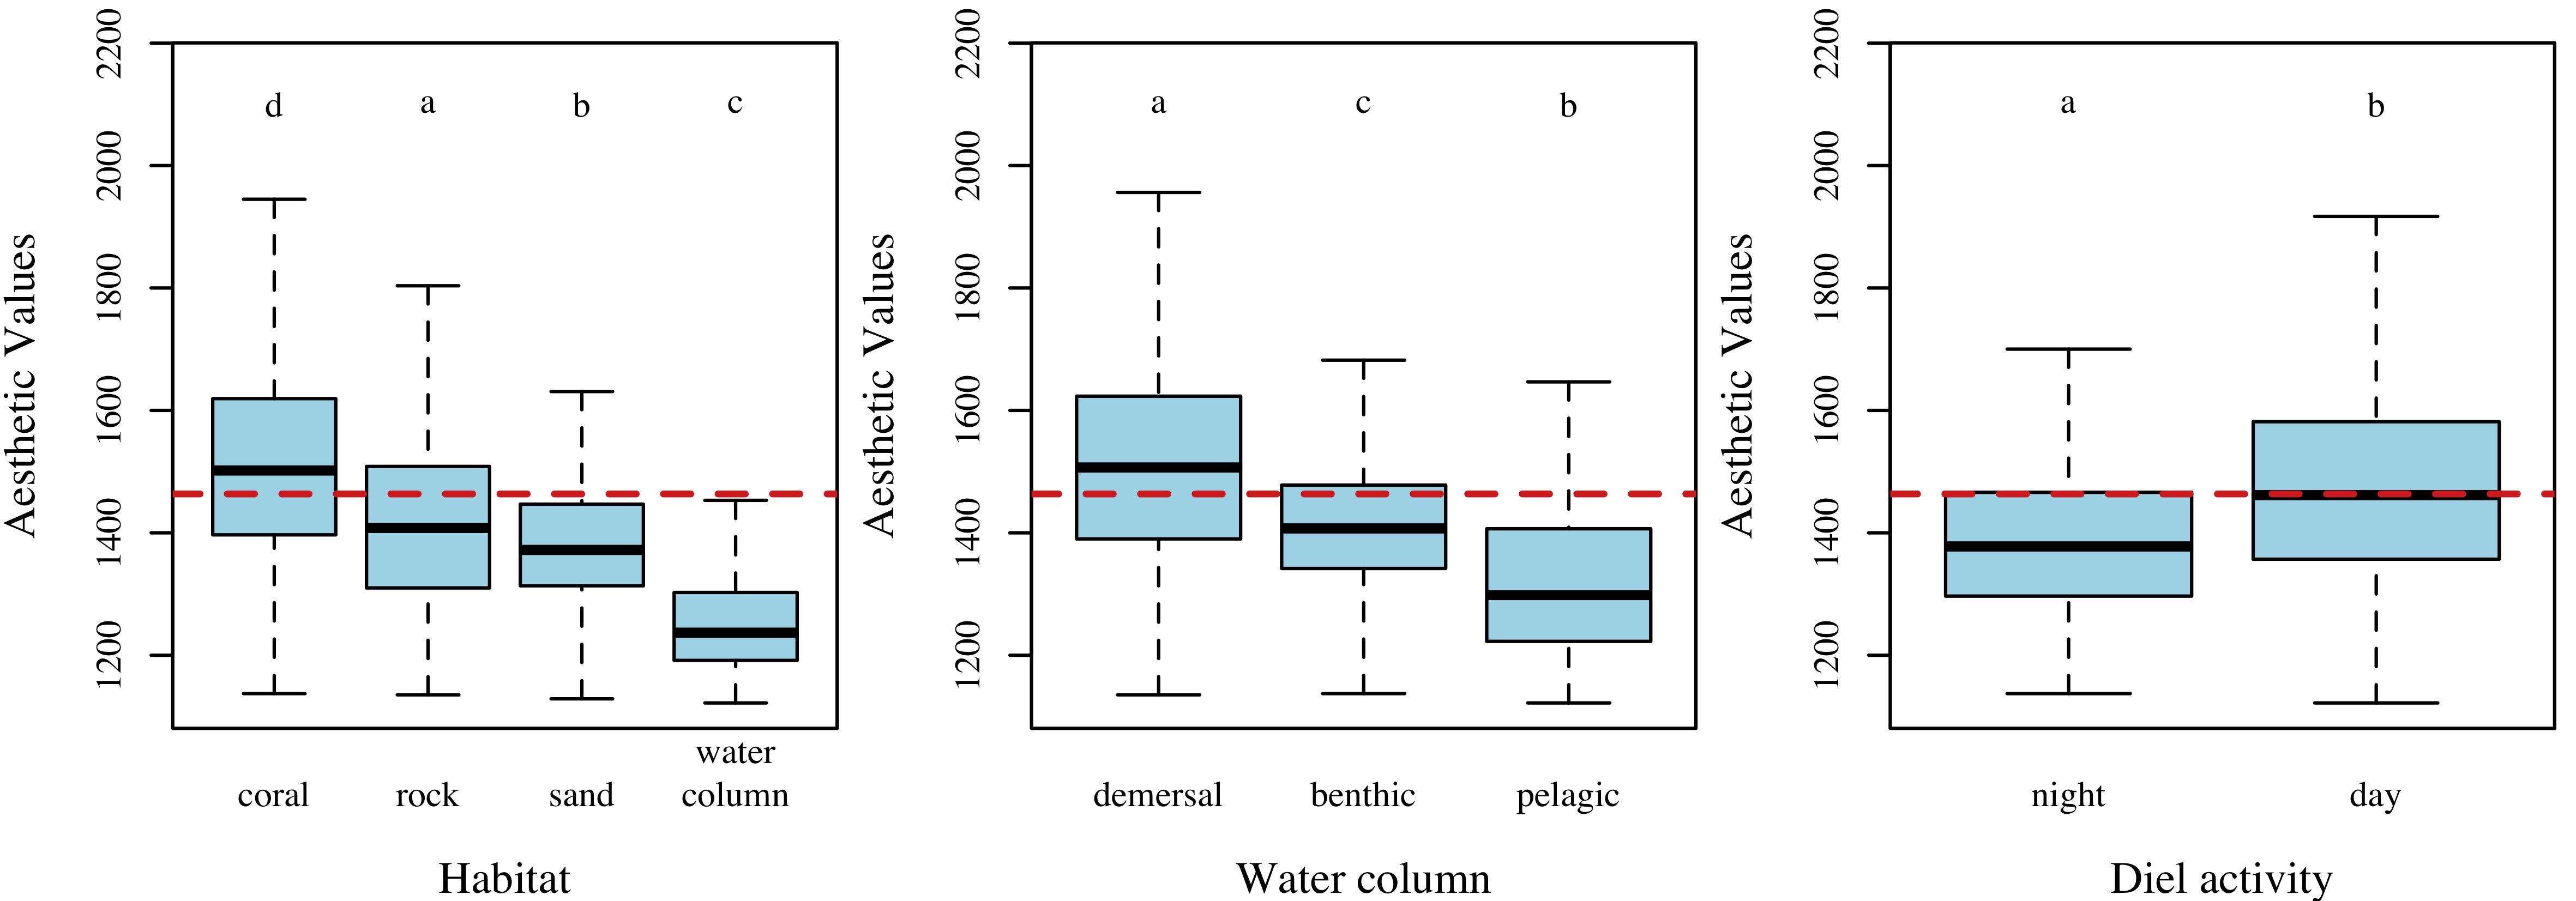 Aesthetic Values
2200
2000
1800
1600
1400
1200
d a b c
water
coral rock sand column
Habitat
Aesthetic Values
2200
2000
1800
1600
1400
1200
a c b
demersal benthic pelagic
Water column
Aesthetic Values
2200
2000
1800
1600
1400
1200
a b
night day
Diel activity